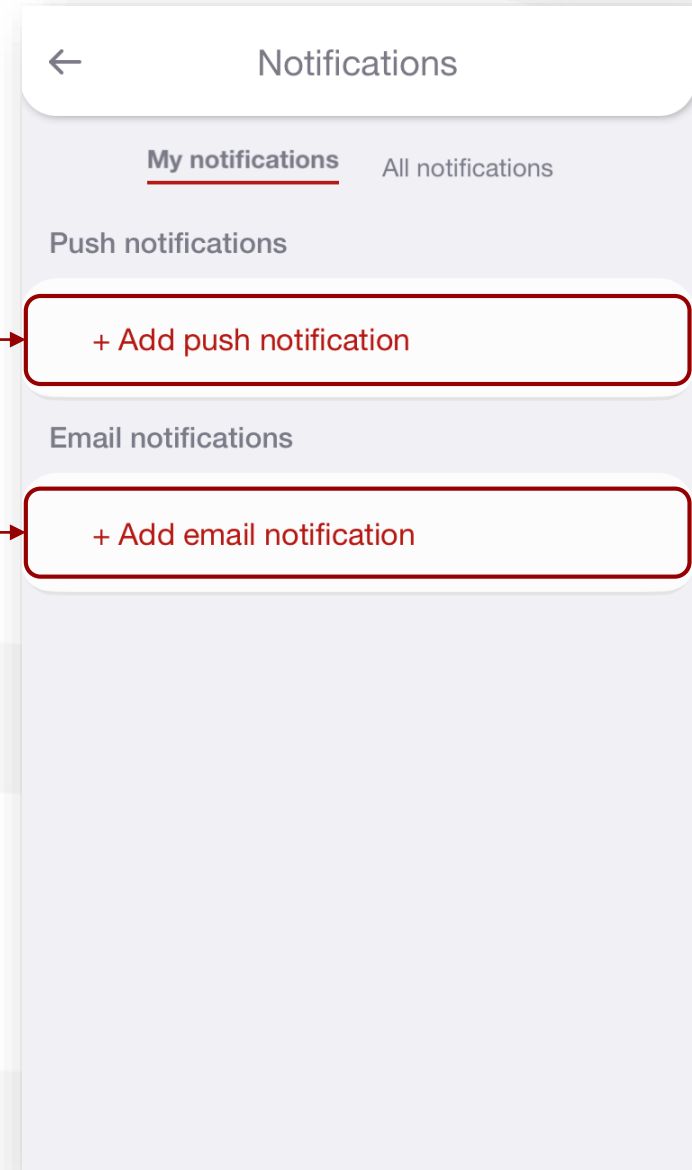 Notifications
My notifications
All notifications
Push notifications
+ Add push notification
Email notifications
+ Add email notification